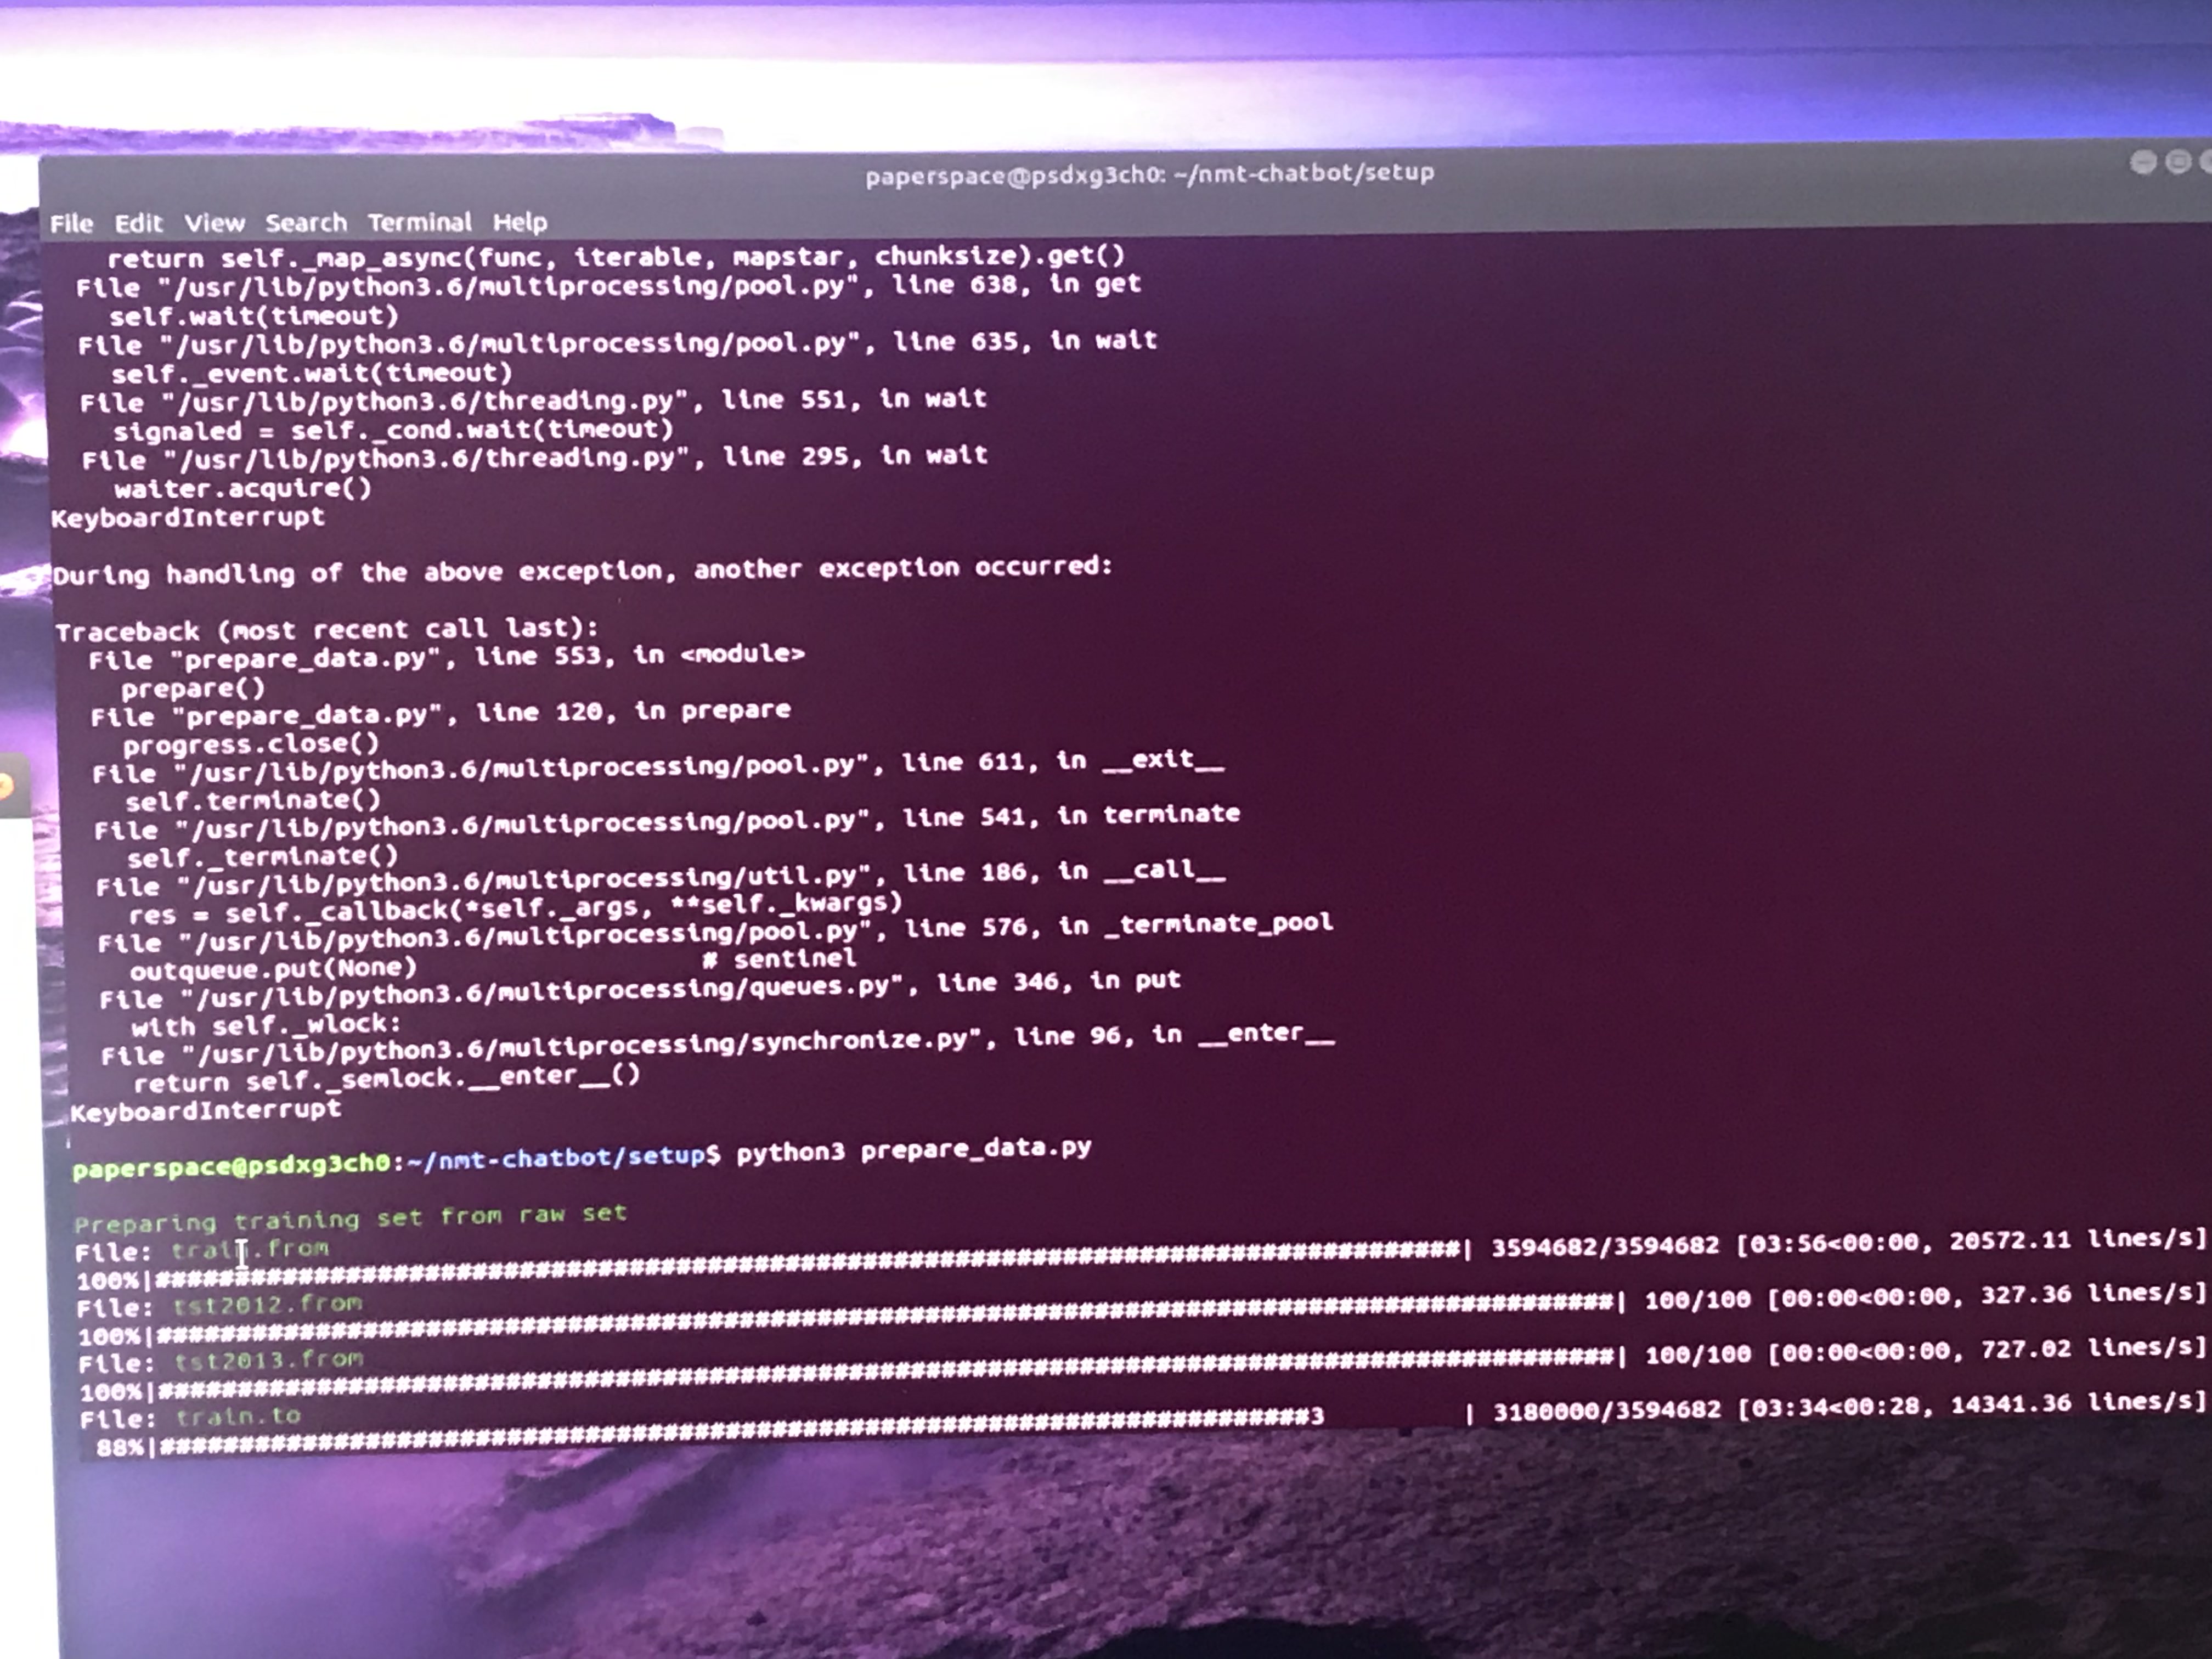 paperspace@psdxg3ch0: ~/nmt-chatbot/setup
File Edit View Search Terminal Help
return self._map_async(func, iterable, mapstar, chunksize).get()
File "/usr/lib/python3.6/multiprocessing/pool.py", line 638, in get
self.wait(timeout)
File "/usr/lib/python3.6/multiprocessing/pool.py", line 635, in wait
self._event.wait(timeout)
File "/usr/lib/python3.6/threading.py", line 551, in wait
signaled = self._cond.wait(timeout)
File "/usr/lib/python3.6/threading.py", line 295, in wait
waiter.acquire()
KeyboardInterrupt
During handling of the above exception, another exception occurred:
Traceback (most recent call last):
File "prepare_data.py", line 553, in <module>
prepare()
File "prepare_data.py", line 120, in prepare
progress.close()
File "/usr/lib/python3.6/multiprocessing/pool.py", line 611, in __exit__
self.terminate()
File "/usr/lib/python3.6/multiprocessing/pool.py", line 541, in terminate
self._terminate()
File "/usr/lib/python3.6/multiprocessing/util.py", line 186, in __call__
res = self._callback(*self._args, **self._kwargs)
File "/usr/lib/python3.6/multiprocessing/pool.py", line 576, in _terminate_pool
outqueue.put(None) # sentinel
File "/usr/lib/python3.6/multiprocessing/queues.py", line 346, in put
with self._wlock:
File "/usr/lib/python3.6/multiprocessing/synchronize.py", line 96, in __enter__
return self._semlock.__enter__()
KeyboardInterrupt
paperspace@psdxg3ch0:~/nmt-chatbot/setup$ python3 prepare_data.py
Preparing training set from raw set
File: train.from
100%|##################################################################################| 3594682/3594682 [03:56<00:00, 20572.11 lines/s]
File: tst2012.from
100%|############################################################################################| 100/100 [00:00<00:00, 327.36 lines/s]
File: tst2013.from
100%|############################################################################################| 100/100 [00:00<00:00, 727.02 lines/s]
File: train.to
88%|########################################################################3         | 3180000/3594682 [03:34<00:28, 14341.36 lines/s]